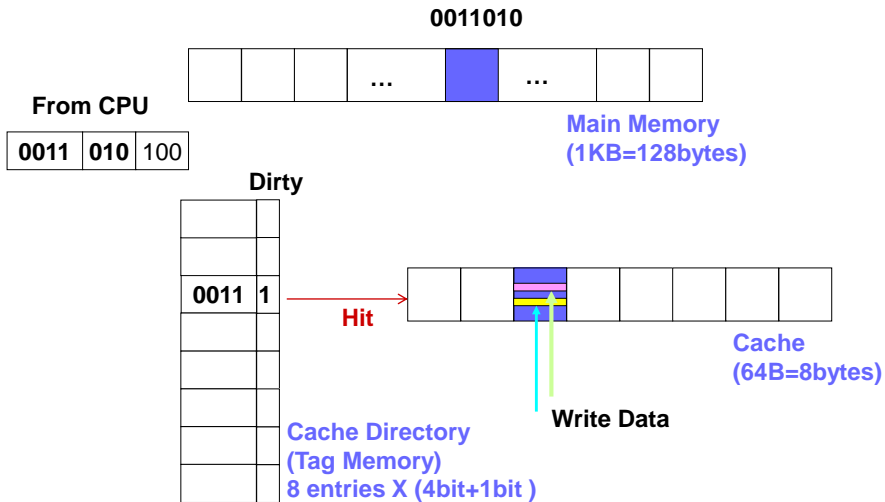 0011010
... ...
From CPU
0011 010 100
Main Memory
(1KB=128bytes)
Dirty
0011 1
Hit
Cache
(64B=8bytes)
Write Data
Cache Directory
(Tag Memory)
8 entries X (4bit+1bit )